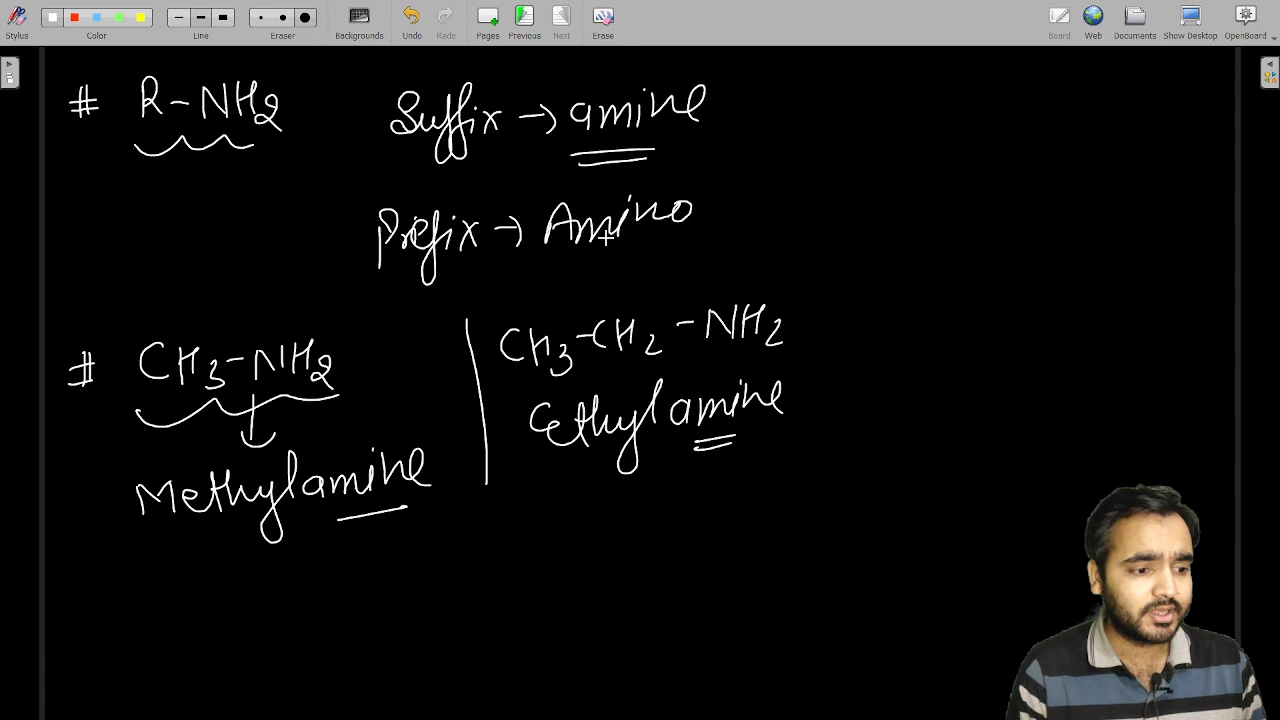 Stylus
Color
Line
Eraser
Backgrounds
Undo
Redo
Pages
Previous
Next
Erase
Board
Web
Documents
Show Desktop
OpenBoard
# R-NH2 Suffix → amine
Prefix → Amino
# CH3-NH2
CH3-CH2-NH2
Ethylamine
Methylamine